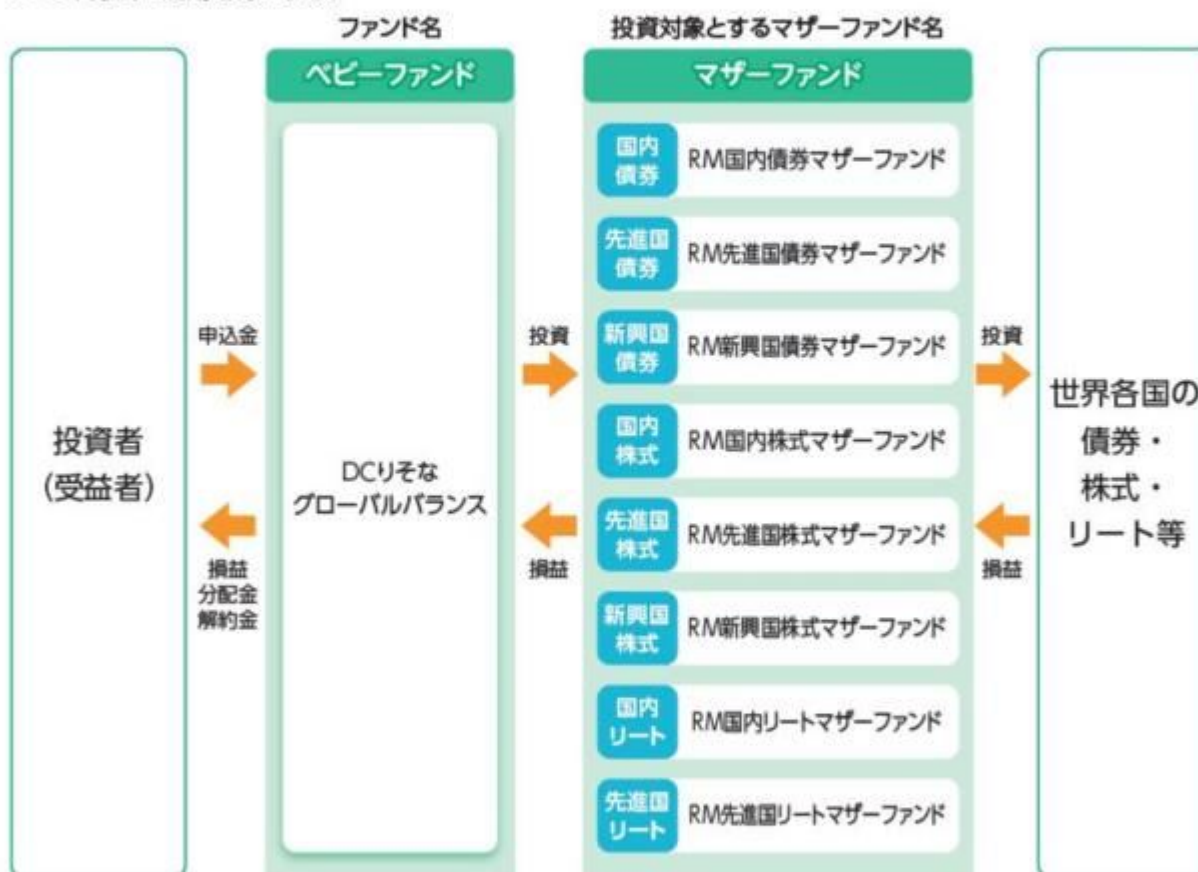 ファンド名
投資対象とするマザーファンド名
ベビーファンド
マザーファンド
投資者
(受益者)
申込金
損益
分配金
解約金
DCりそな
グローバルバランス
投資
損益
国内
債券
RM国内債券マザーファンド
先進国
債券
RM先進国債券マザーファンド
新興国
債券
RM新興国債券マザーファンド
国内
株式
RM国内株式マザーファンド
先進国
株式
RM先進国株式マザーファンド
新興国
株式
RM新興国株式マザーファンド
国内
リート
RM国内リートマザーファンド
先進国
リート
RM先進国リートマザーファンド
投資
損益
世界各国の
債券・
株式・
リート等